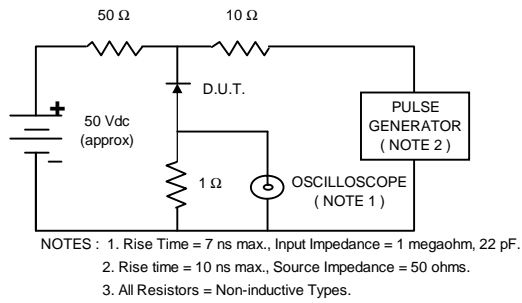 50 Ω
10 Ω
D.U.T.
+
50 Vdc
(approx)
−
PULSE
GENERATOR
( NOTE 2 )
1 Ω
OSCILLOSCOPE
( NOTE 1 )
NOTES : 1. Rise Time = 7 ns max., Input Impedance = 1 megaohm, 22 pF.
2. Rise time = 10 ns max., Source Impedance = 50 ohms.
3. All Resistors = Non-inductive Types.